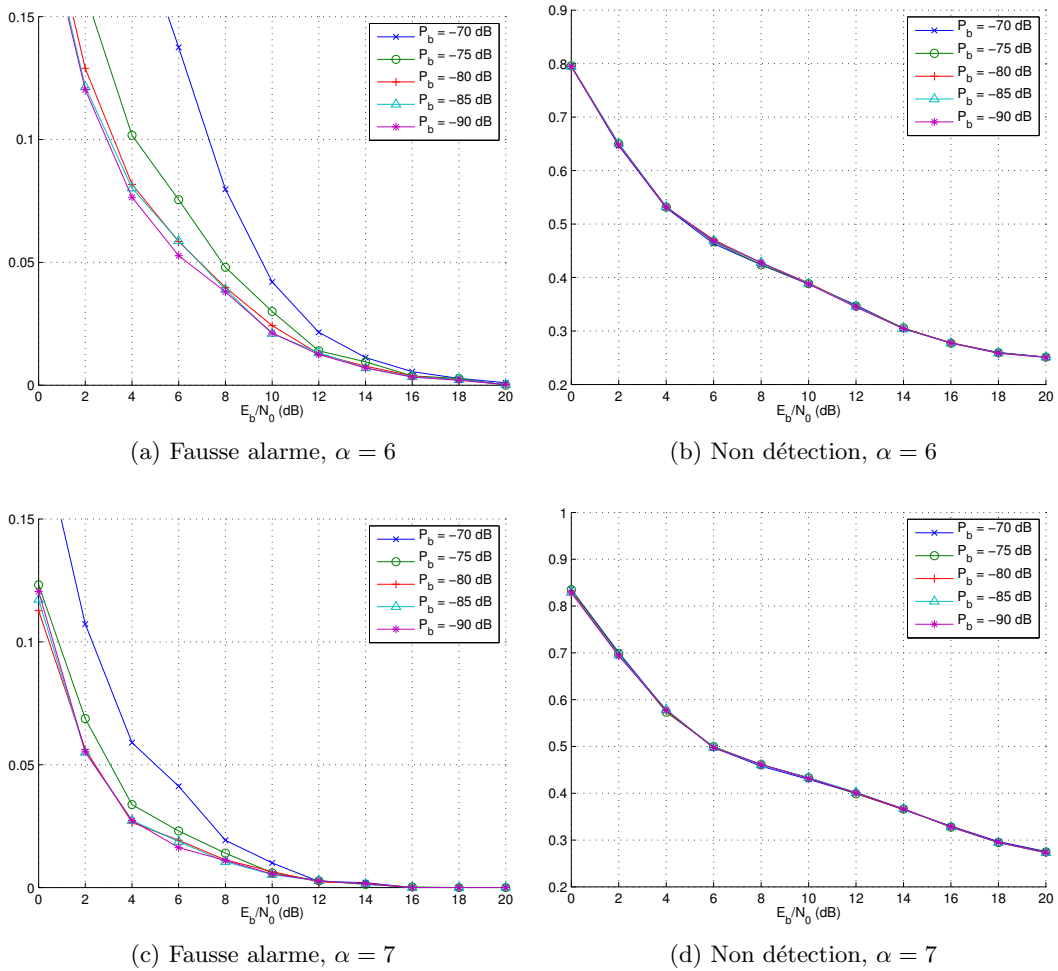 0.15
0.1
0.05
0
0 2 4 6 8 10 12 14 16 18 20
E_b/N_0 (dB)
P_b = −70 dB
P_b = −75 dB
P_b = −80 dB
P_b = −85 dB
P_b = −90 dB
(a) Fausse alarme, α = 6
0.9
0.8
0.7
0.6
0.5
0.4
0.3
0.2
0 2 4 6 8 10 12 14 16 18 20
E_b/N_0 (dB)
P_b = −70 dB
P_b = −75 dB
P_b = −80 dB
P_b = −85 dB
P_b = −90 dB
(b) Non détection, α = 6
0.15
0.1
0.05
0
0 2 4 6 8 10 12 14 16 18 20
E_b/N_0 (dB)
P_b = −70 dB
P_b = −75 dB
P_b = −80 dB
P_b = −85 dB
P_b = −90 dB
(c) Fausse alarme, α = 7
1
0.9
0.8
0.7
0.6
0.5
0.4
0.3
0.2
0 2 4 6 8 10 12 14 16 18 20
E_b/N_0 (dB)
P_b = −70 dB
P_b = −75 dB
P_b = −80 dB
P_b = −85 dB
P_b = −90 dB
(d) Non détection, α = 7